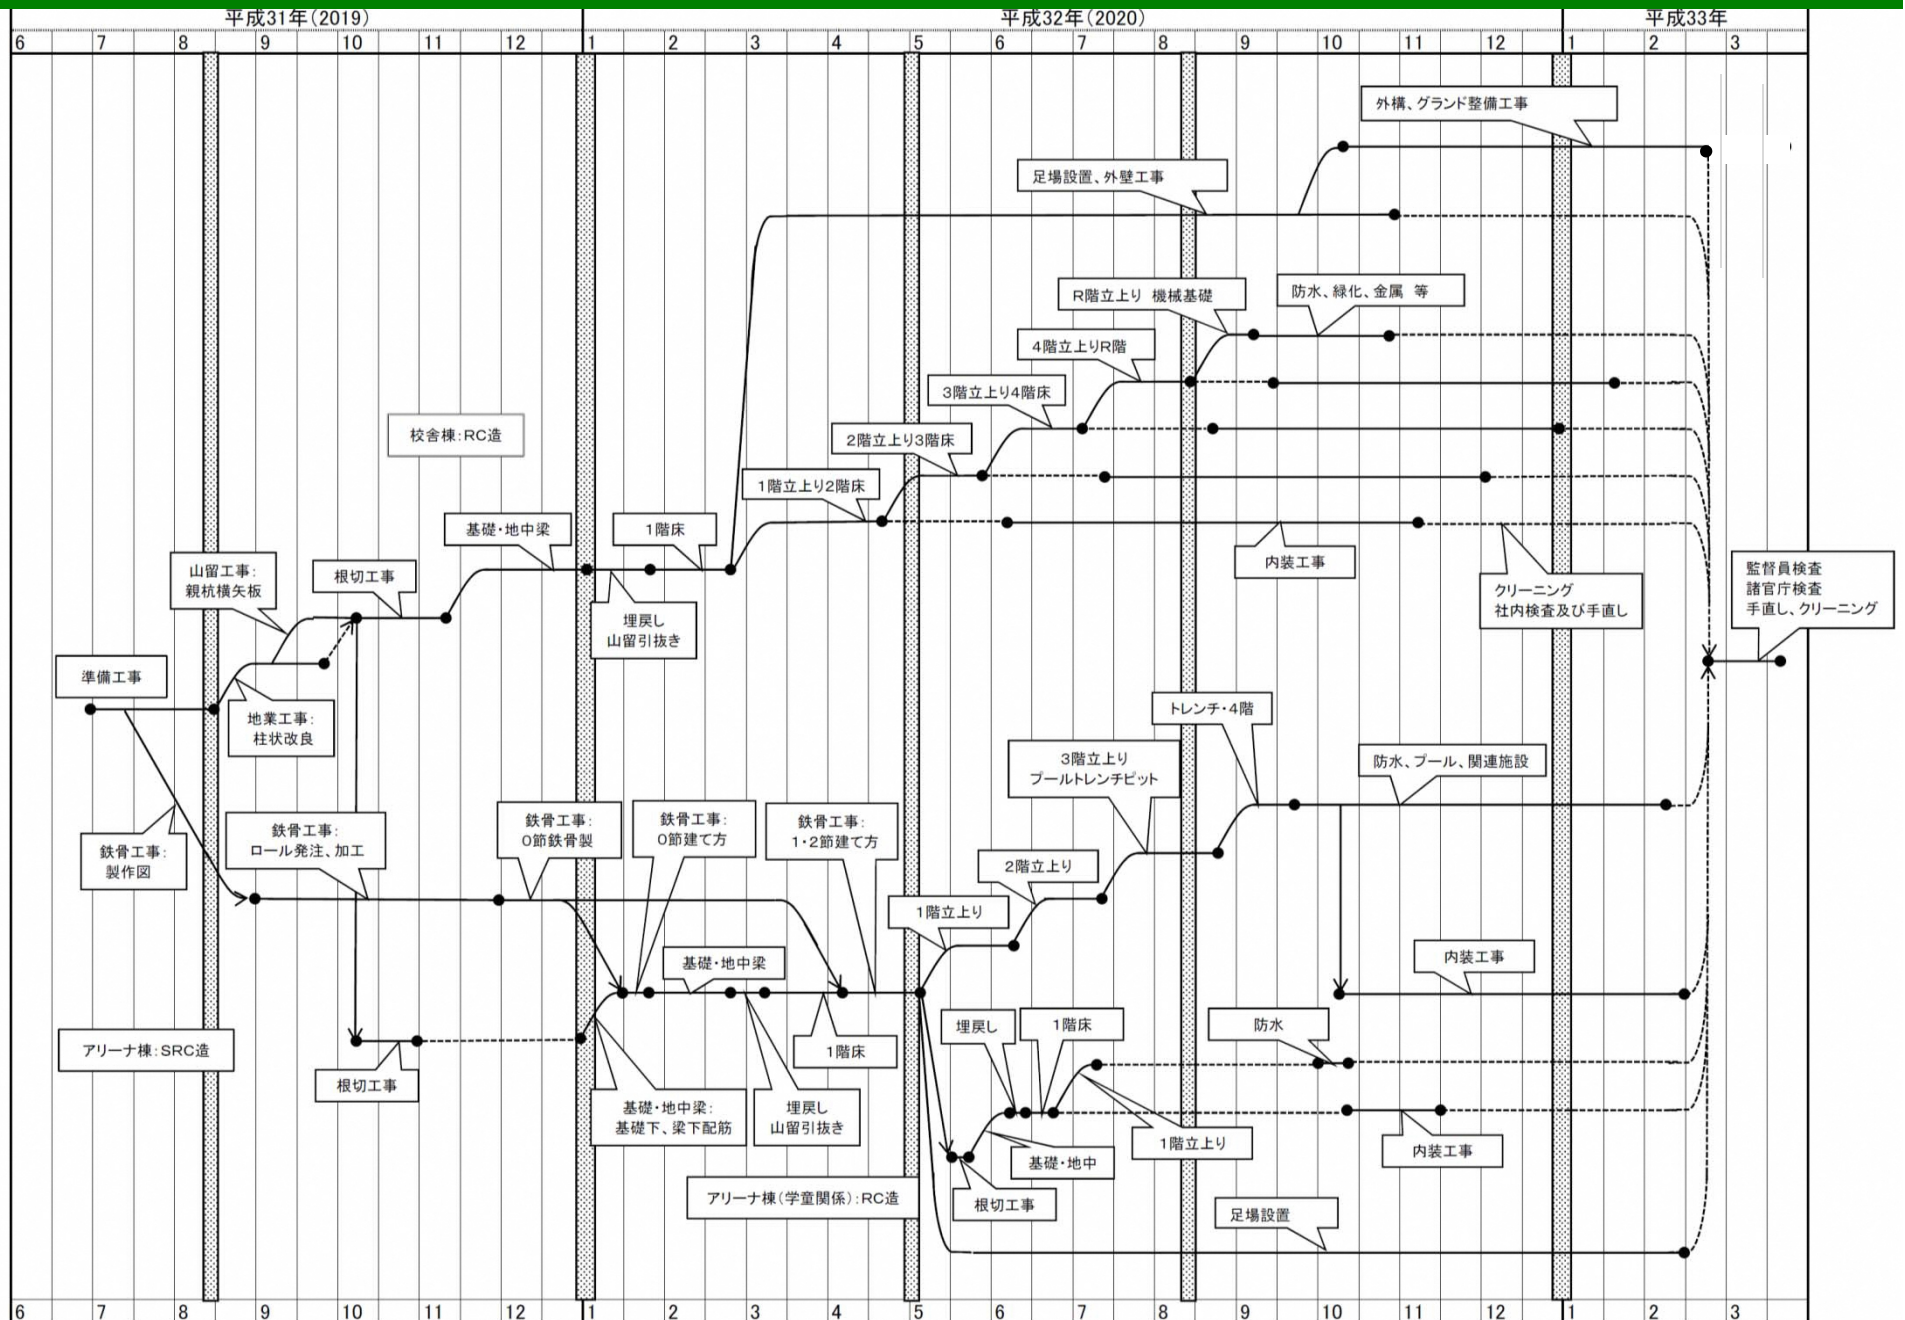 平成31年(2019) 平成32年(2020) 平成33年
6 7 8 9 10 11 12 1 2 3 4 5 6 7 8 9 10 11 12 1 2 3
外構、グランド整備工事
足場設置、外壁工事
R階立上り 機械基礎
防水、緑化、金属 等
4階立上りR階
3階立上り4階床
校舎棟:RC造
2階立上り3階床
1階立上り2階床
基礎・地中梁
1階床
山留工事:
親杭横矢板
根切工事
内装工事
監督員検査
諸官庁検査
手直し、クリーニング
クリーニング
社内検査及び手直し
埋戻し
山留引抜き
準備工事
地業工事:
柱状改良
トレンチ・4階
3階立上り
プールトレンチピット
防水、プール、関連施設
鉄骨工事:
製作図
鉄骨工事:
ロール発注、加工
鉄骨工事:
0節鉄骨製
鉄骨工事:
0節建て方
鉄骨工事:
1・2節建て方
2階立上り
1階立上り
基礎・地中梁
内装工事
アリーナ棟:SRC造
根切工事
1階床
埋戻し
1階床
防水
基礎・地中梁:
基礎下、梁下配筋
埋戻し
山留引抜き
1階立上り
基礎・地中
内装工事
アリーナ棟(学童関係):RC造
根切工事
足場設置
6 7 8 9 10 11 12 1 2 3 4 5 6 7 8 9 10 11 12 1 2 3